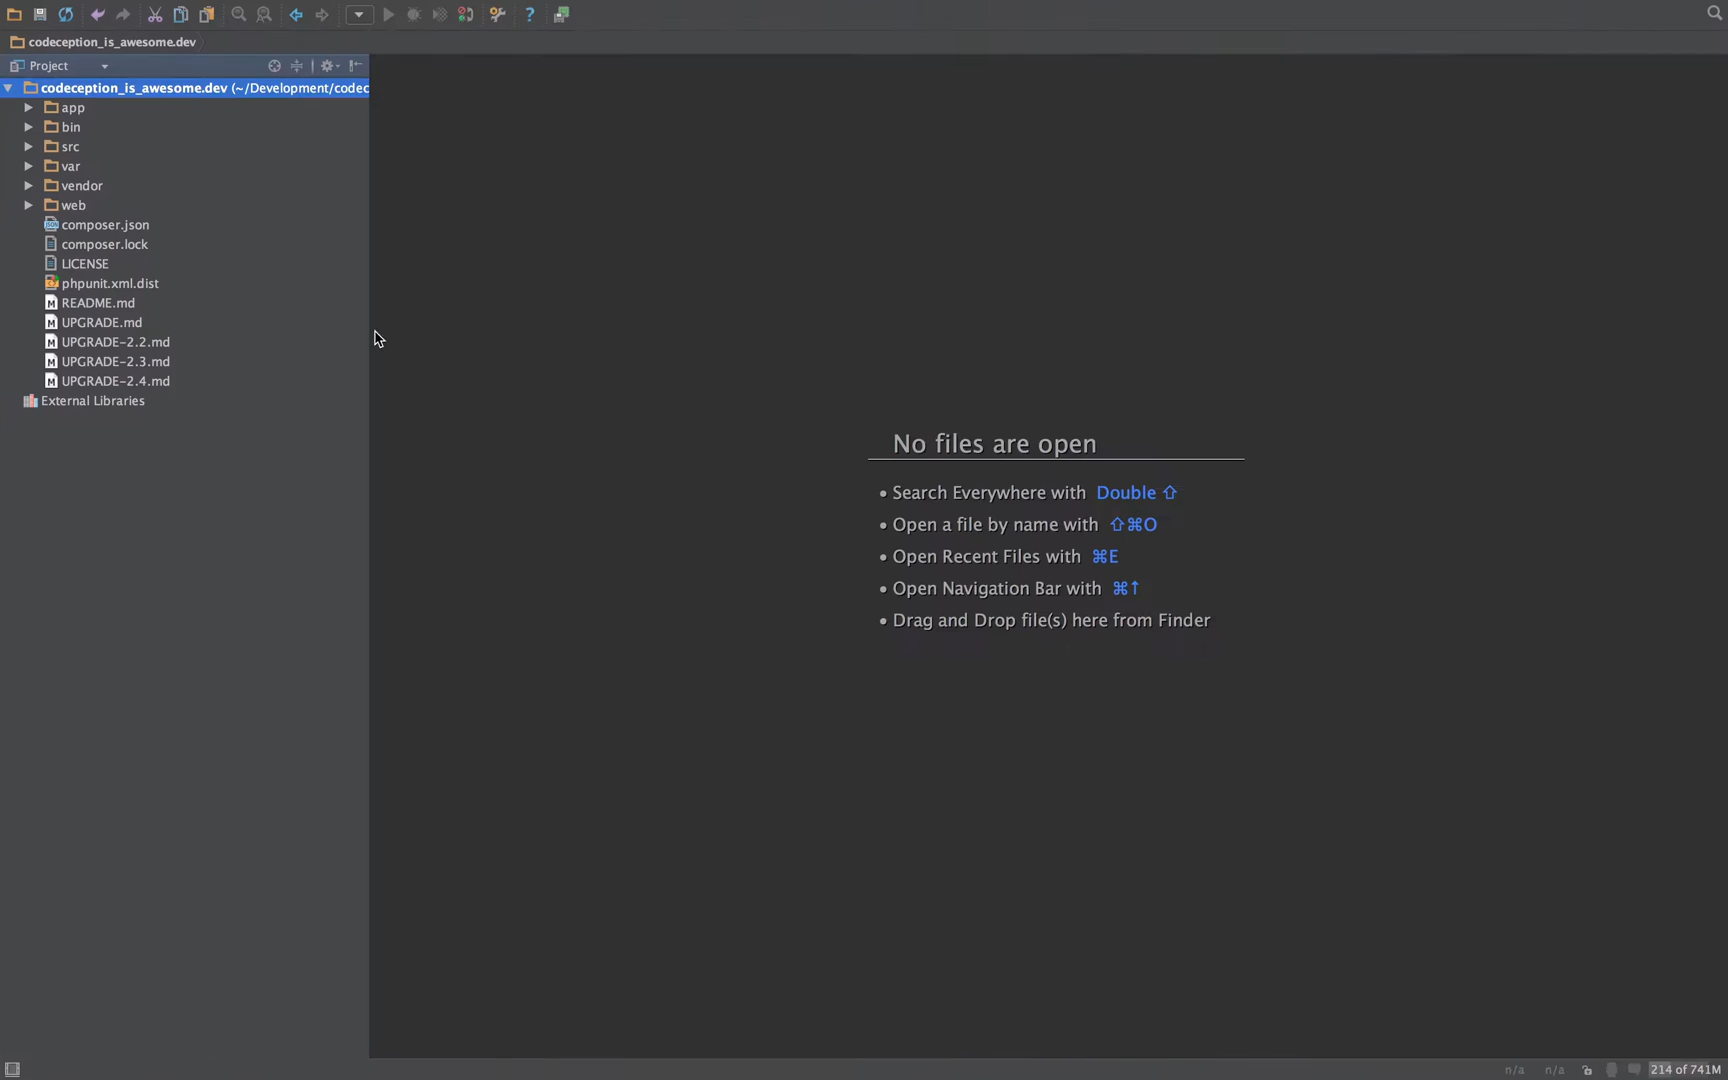 codeception_is_awesome.dev
Project
codeception_is_awesome.dev (~/Development/codec
app
bin
src
var
vendor
web
composer.json
composer.lock
LICENSE
phpunit.xml.dist
README.md
UPGRADE.md
UPGRADE-2.2.md
UPGRADE-2.3.md
UPGRADE-2.4.md
External Libraries
No files are open
• Search Everywhere with Double ⇧
• Open a file by name with ⇧⌘O
• Open Recent Files with ⌘E
• Open Navigation Bar with ⌘↑
• Drag and Drop file(s) here from Finder
n/a n/a 214 of 741M